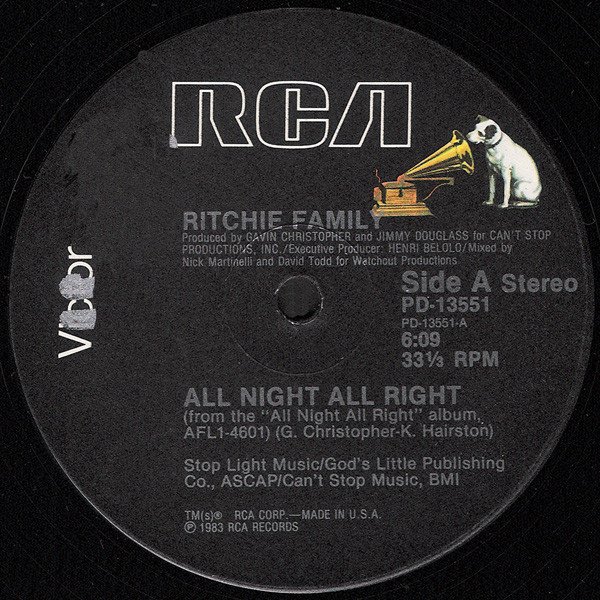 RCA
Victor
RITCHIE FAMILY
Produced by GAVIN CHRISTOPHER and JIMMY DOUGLASS for CAN'T STOP
PRODUCTIONS, INC./Executive Producer: HENRI BELOLO/Mixed by
Nick Martinelli and David Todd for Watchout Productions
Side A Stereo
PD-13551
PD-13551-A
6:09
33⅓ RPM
ALL NIGHT ALL RIGHT
(from the "All Night All Right" album,
AFL1-4601) (G. Christopher-K. Hairston)
Stop Light Music/God's Little Publishing
Co., ASCAP/Can't Stop Music, BMI
TM(s)® RCA CORP.—MADE IN U.S.A.
℗ 1983 RCA RECORDS